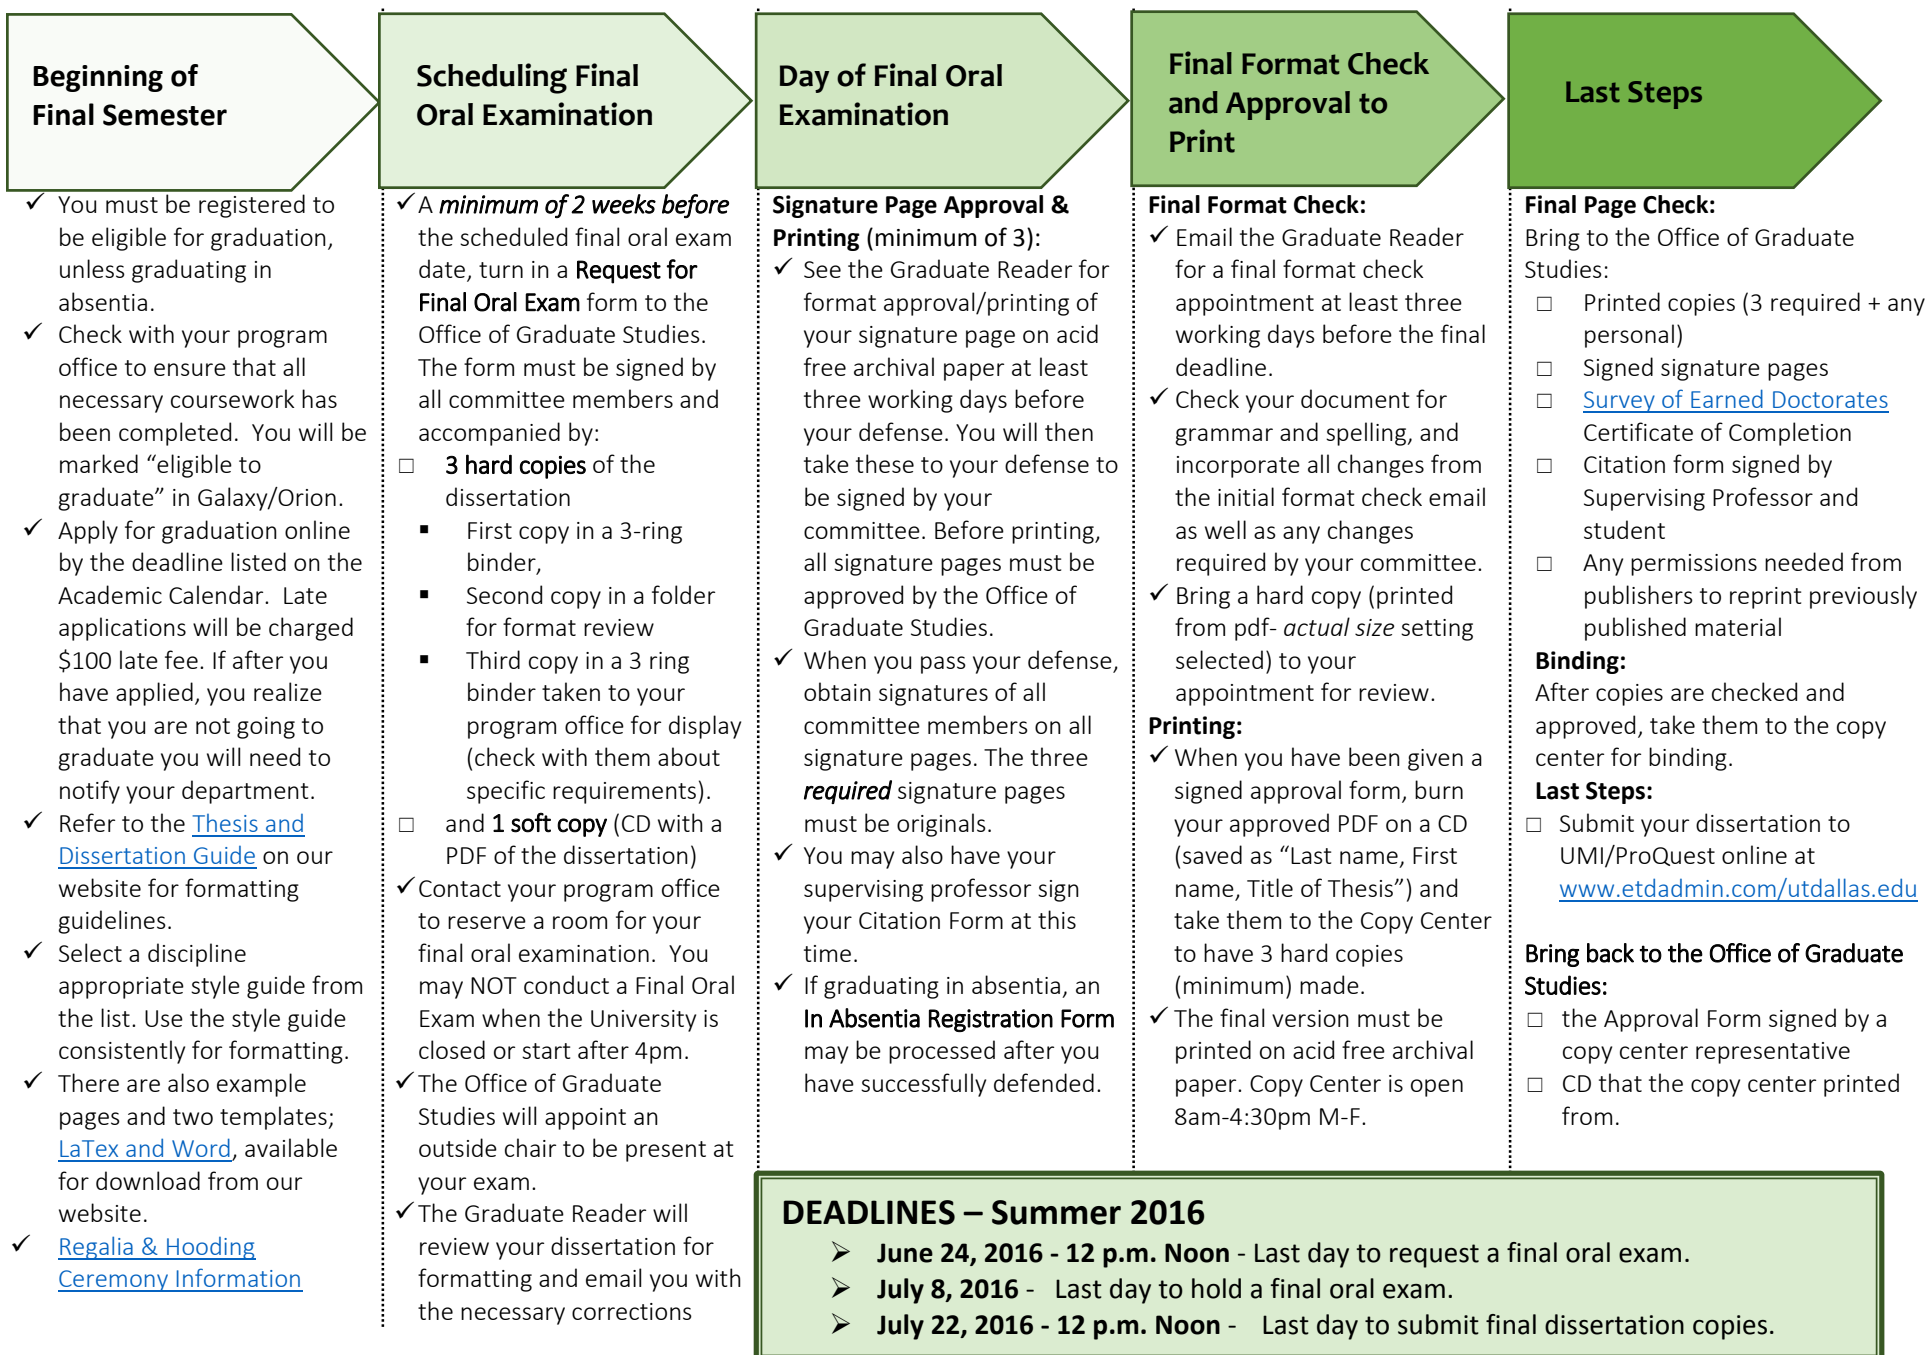 Beginning of
Final Semester
✓ You must be registered to
be eligible for graduation,
unless graduating in
absentia.
✓ Check with your program
office to ensure that all
necessary coursework has
been completed.  You will be
marked “eligible to
graduate” in Galaxy/Orion.
✓ Apply for graduation online
by the deadline listed on the
Academic Calendar.  Late
applications will be charged
$100 late fee. If after you
have applied, you realize
that you are not going to
graduate you will need to
notify your department.
✓ Refer to the Thesis and
Dissertation Guide on our
website for formatting
guidelines.
✓ Select a discipline
appropriate style guide from
the list. Use the style guide
consistently for formatting.
✓ There are also example
pages and two templates;
LaTex and Word, available
for download from our
website.
✓ Regalia & Hooding
Ceremony Information
Scheduling Final
Oral Examination
✓ A minimum of 2 weeks before
the scheduled final oral exam
date, turn in a Request for
Final Oral Exam form to the
Office of Graduate Studies.
The form must be signed by
all committee members and
accompanied by:
□ 3 hard copies of the
dissertation
▪ First copy in a 3-ring
binder,
▪ Second copy in a folder
for format review
▪ Third copy in a 3 ring
binder taken to your
program office for display
(check with them about
specific requirements).
□ and 1 soft copy (CD with a
PDF of the dissertation)
✓ Contact your program office
to reserve a room for your
final oral examination.  You
may NOT conduct a Final Oral
Exam when the University is
closed or start after 4pm.
✓ The Office of Graduate
Studies will appoint an
outside chair to be present at
your exam.
✓ The Graduate Reader will
review your dissertation for
formatting and email you with
the necessary corrections
Day of Final Oral
Examination
Signature Page Approval &
Printing (minimum of 3):
✓ See the Graduate Reader for
format approval/printing of
your signature page on acid
free archival paper at least
three working days before
your defense. You will then
take these to your defense to
be signed by your
committee. Before printing,
all signature pages must be
approved by the Office of
Graduate Studies.
✓ When you pass your defense,
obtain signatures of all
committee members on all
signature pages. The three
required signature pages
must be originals.
✓ You may also have your
supervising professor sign
your Citation Form at this
time.
✓ If graduating in absentia, an
In Absentia Registration Form
may be processed after you
have successfully defended.
Final Format Check
and Approval to
Print
Final Format Check:
✓ Email the Graduate Reader
for a final format check
appointment at least three
working days before the final
deadline.
✓ Check your document for
grammar and spelling, and
incorporate all changes from
the initial format check email
as well as any changes
required by your committee.
✓ Bring a hard copy (printed
from pdf- actual size setting
selected) to your
appointment for review.
Printing:
✓ When you have been given a
signed approval form, burn
your approved PDF on a CD
(saved as “Last name, First
name, Title of Thesis”) and
take them to the Copy Center
to have 3 hard copies
(minimum) made.
✓ The final version must be
printed on acid free archival
paper. Copy Center is open
8am-4:30pm M-F.
Last Steps
Final Page Check:
Bring to the Office of Graduate
Studies:
□ Printed copies (3 required + any
personal)
□ Signed signature pages
□ Survey of Earned Doctorates
Certificate of Completion
□ Citation form signed by
Supervising Professor and
student
□ Any permissions needed from
publishers to reprint previously
published material
Binding:
After copies are checked and
approved, take them to the copy
center for binding.
Last Steps:
□ Submit your dissertation to
UMI/ProQuest online at
www.etdadmin.com/utdallas.edu
Bring back to the Office of Graduate
Studies:
□ the Approval Form signed by a
copy center representative
□ CD that the copy center printed
from.
DEADLINES – Summer 2016
➢ June 24, 2016 - 12 p.m. Noon - Last day to request a final oral exam.
➢ July 8, 2016 -   Last day to hold a final oral exam.
➢ July 22, 2016 - 12 p.m. Noon -   Last day to submit final dissertation copies.